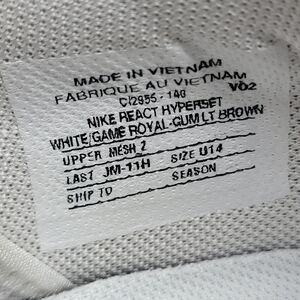 MADE IN VIETNAM
FABRIQUE AU VIETNAM
CI2955-140 V02
NIKE REACT HYPERSET
WHITE/GAME ROYAL-GUM LT BROWN
UPPER MESH 2
LAST JM-11H SIZE U14
SHIP TO SEASON